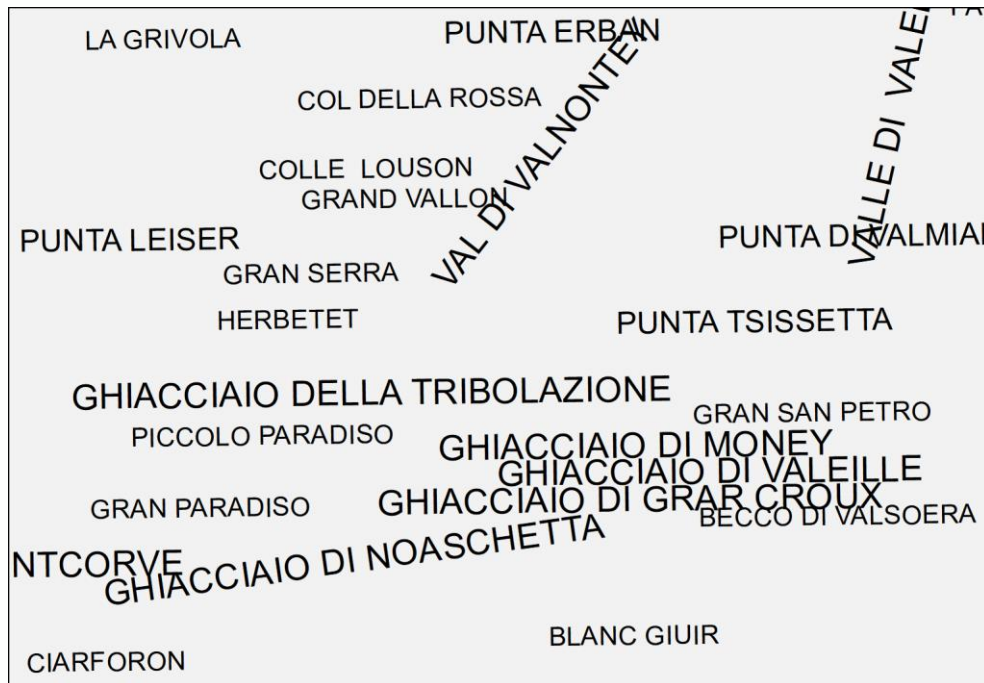 LA GRIVOLA
PUNTA ERBAN
COL DELLA ROSSA
VAL DI VALNONTEY
VALLE DI
COLLE LOUSON
GRAND VALLON
PUNTA LEISER
PUNTA DI
GRAN SERRA
HERBETET
PUNTA TSISSETTA
GHIACCIAIO DELLA TRIBOLAZIONE
GRAN SAN PETRO
PICCOLO PARADISO
GHIACCIAIO DI MONEY
GHIACCIAIO DI VALEILLE
GHIACCIAIO DI GRAR CROUX
GRAN PARADISO
BECCO DI VALSOERA
GHIACCIAIO DI NOASCHETTA
NTCORVE
BLANC GIUIR
CIARFORON